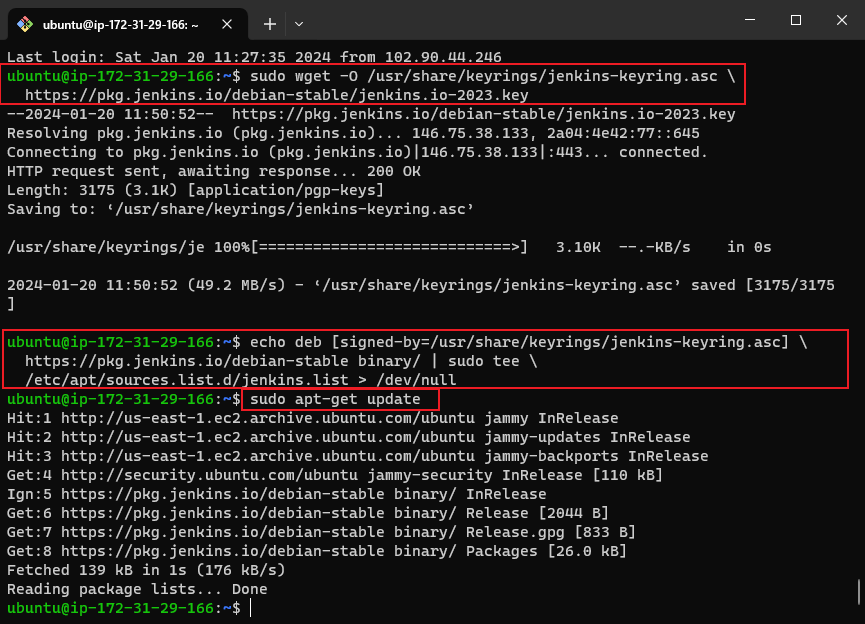 ubuntu@ip-172-31-29-166: ~
Last login: Sat Jan 20 11:27:35 2024 from 102.90.44.246
ubuntu@ip-172-31-29-166:~$ sudo wget -O /usr/share/keyrings/jenkins-keyring.asc \
  https://pkg.jenkins.io/debian-stable/jenkins.io-2023.key
--2024-01-20 11:50:52--  https://pkg.jenkins.io/debian-stable/jenkins.io-2023.key
Resolving pkg.jenkins.io (pkg.jenkins.io)... 146.75.38.133, 2a04:4e42:77::645
Connecting to pkg.jenkins.io (pkg.jenkins.io)|146.75.38.133|:443... connected.
HTTP request sent, awaiting response... 200 OK
Length: 3175 (3.1K) [application/pgp-keys]
Saving to: ‘/usr/share/keyrings/jenkins-keyring.asc’
/usr/share/keyrings/je 100%[============================>]   3.10K  --.-KB/s    in 0s
2024-01-20 11:50:52 (49.2 MB/s) - ‘/usr/share/keyrings/jenkins-keyring.asc’ saved [3175/3175
]
ubuntu@ip-172-31-29-166:~$ echo deb [signed-by=/usr/share/keyrings/jenkins-keyring.asc] \
  https://pkg.jenkins.io/debian-stable binary/ | sudo tee \
  /etc/apt/sources.list.d/jenkins.list > /dev/null
ubuntu@ip-172-31-29-166:~$ sudo apt-get update
Hit:1 http://us-east-1.ec2.archive.ubuntu.com/ubuntu jammy InRelease
Hit:2 http://us-east-1.ec2.archive.ubuntu.com/ubuntu jammy-updates InRelease
Hit:3 http://us-east-1.ec2.archive.ubuntu.com/ubuntu jammy-backports InRelease
Get:4 http://security.ubuntu.com/ubuntu jammy-security InRelease [110 kB]
Ign:5 https://pkg.jenkins.io/debian-stable binary/ InRelease
Get:6 https://pkg.jenkins.io/debian-stable binary/ Release [2044 B]
Get:7 https://pkg.jenkins.io/debian-stable binary/ Release.gpg [833 B]
Get:8 https://pkg.jenkins.io/debian-stable binary/ Packages [26.0 kB]
Fetched 139 kB in 1s (176 kB/s)
Reading package lists... Done
ubuntu@ip-172-31-29-166:~$